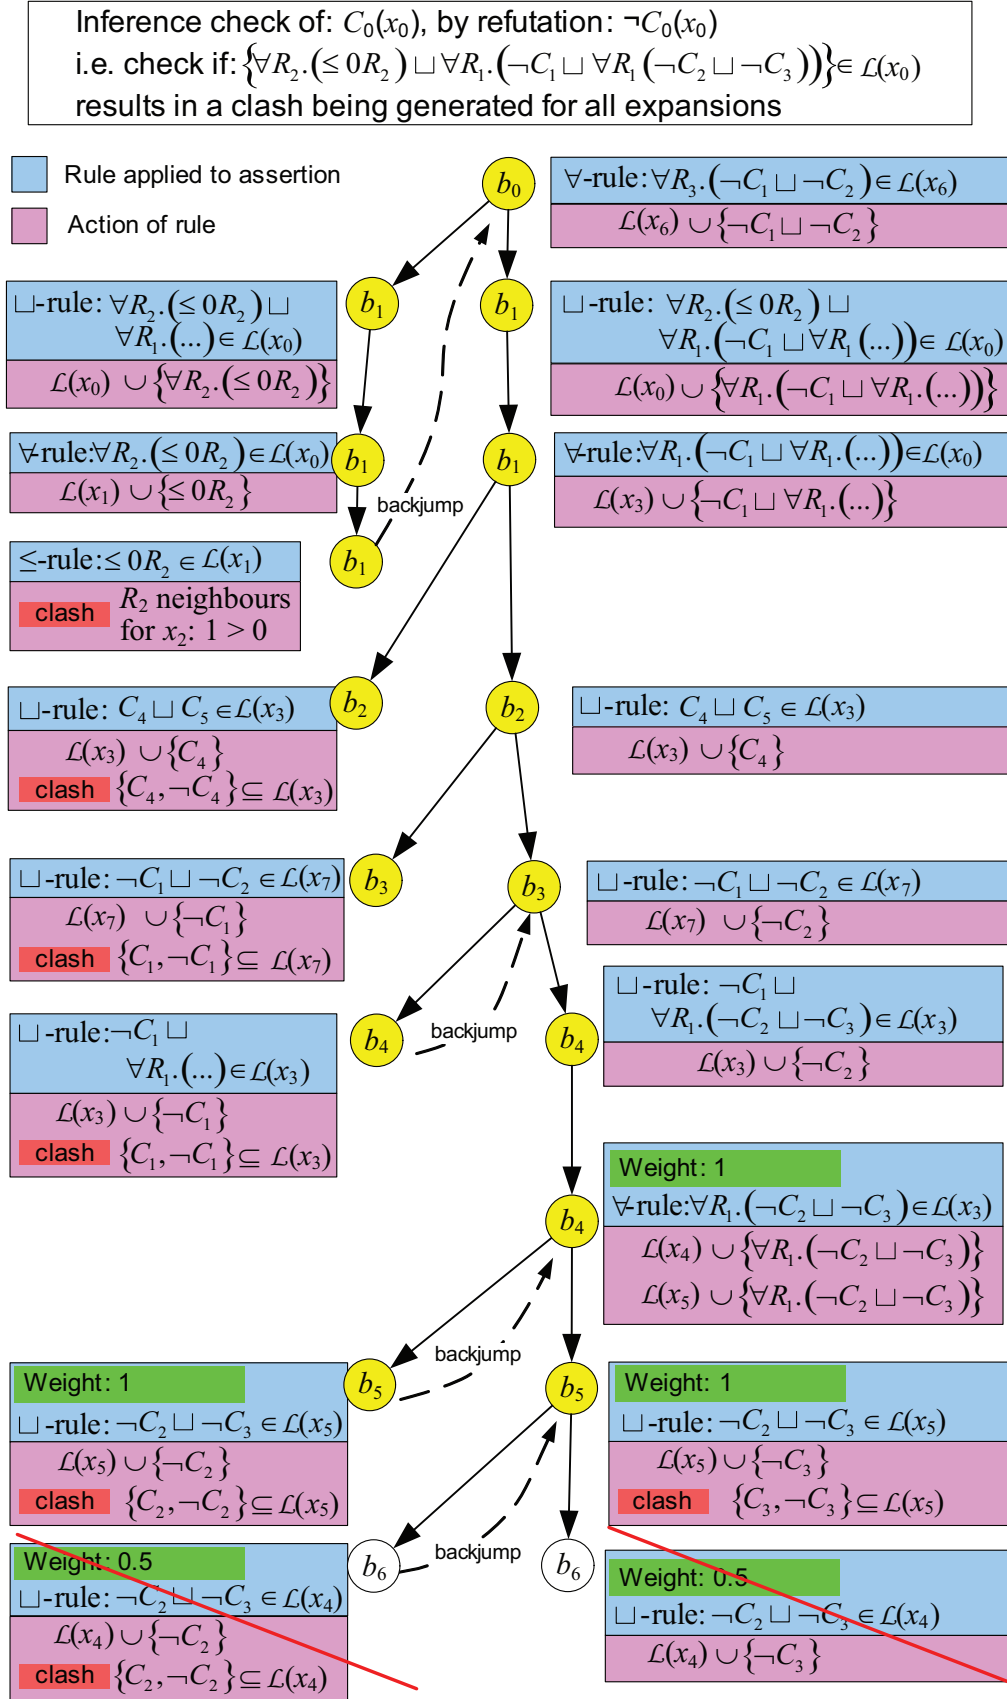 Inference check of: C₀(x₀), by refutation: ¬C₀(x₀)
i.e. check if: {∀R₂.(≤ 0R₂) ⊔ ∀R₁.(¬C₁ ⊔ ∀R₁(¬C₂ ⊔ ¬C₃))} ∈ ℒ(x₀)
results in a clash being generated for all expansions
Rule applied to assertion
Action of rule
b₀
∀-rule: ∀R₃.(¬C₁ ⊔ ¬C₂) ∈ ℒ(x₆)
ℒ(x₆) ∪ {¬C₁ ⊔ ¬C₂}
⊔-rule: ∀R₂.(≤ 0R₂) ⊔
∀R₁.(...) ∈ ℒ(x₀)
ℒ(x₀) ∪ {∀R₂.(≤ 0R₂)}
b₁
b₁
⊔-rule: ∀R₂.(≤ 0R₂) ⊔
∀R₁.(¬C₁ ⊔ ∀R₁(...)) ∈ ℒ(x₀)
ℒ(x₀) ∪ {∀R₁.(¬C₁ ⊔ ∀R₁.(...))}
∀-rule: ∀R₂.(≤ 0R₂) ∈ ℒ(x₀)
ℒ(x₁) ∪ {≤ 0R₂}
b₁
b₁
∀-rule: ∀R₁.(¬C₁ ⊔ ∀R₁.(...)) ∈ ℒ(x₀)
ℒ(x₃) ∪ {¬C₁ ⊔ ∀R₁.(...)}
backjump
≤-rule: ≤ 0R₂ ∈ ℒ(x₁)
clash R₂ neighbours
for x₂: 1 > 0
b₁
⊔-rule: C₄ ⊔ C₅ ∈ ℒ(x₃)
ℒ(x₃) ∪ {C₄}
clash {C₄, ¬C₄} ⊆ ℒ(x₃)
b₂
b₂
⊔-rule: C₄ ⊔ C₅ ∈ ℒ(x₃)
ℒ(x₃) ∪ {C₄}
⊔-rule: ¬C₁ ⊔ ¬C₂ ∈ ℒ(x₇)
ℒ(x₇) ∪ {¬C₁}
clash {C₁, ¬C₁} ⊆ ℒ(x₇)
b₃
b₃
⊔-rule: ¬C₁ ⊔ ¬C₂ ∈ ℒ(x₇)
ℒ(x₇) ∪ {¬C₂}
⊔-rule: ¬C₁ ⊔
∀R₁.(...) ∈ ℒ(x₃)
ℒ(x₃) ∪ {¬C₁}
clash {C₁, ¬C₁} ⊆ ℒ(x₃)
b₄
backjump
b₄
⊔-rule: ¬C₁ ⊔
∀R₁.(¬C₂ ⊔ ¬C₃) ∈ ℒ(x₃)
ℒ(x₃) ∪ {¬C₂}
b₄
Weight: 1
∀-rule: ∀R₁.(¬C₂ ⊔ ¬C₃) ∈ ℒ(x₃)
ℒ(x₄) ∪ {∀R₁.(¬C₂ ⊔ ¬C₃)}
ℒ(x₅) ∪ {∀R₁.(¬C₂ ⊔ ¬C₃)}
backjump
Weight: 1
⊔-rule: ¬C₂ ⊔ ¬C₃ ∈ ℒ(x₅)
ℒ(x₅) ∪ {¬C₂}
clash {C₂, ¬C₂} ⊆ ℒ(x₅)
b₅
b₅
Weight: 1
⊔-rule: ¬C₂ ⊔ ¬C₃ ∈ ℒ(x₅)
ℒ(x₅) ∪ {¬C₃}
clash {C₃, ¬C₃} ⊆ ℒ(x₅)
Weight: 0.5
⊔-rule: ¬C₂ ⊔ ¬C₃ ∈ ℒ(x₄)
ℒ(x₄) ∪ {¬C₂}
clash {C₂, ¬C₂} ⊆ ℒ(x₄)
b₆
backjump
b₆
Weight: 0.5
⊔-rule: ¬C₂ ⊔ ¬C₃ ∈ ℒ(x₄)
ℒ(x₄) ∪ {¬C₃}